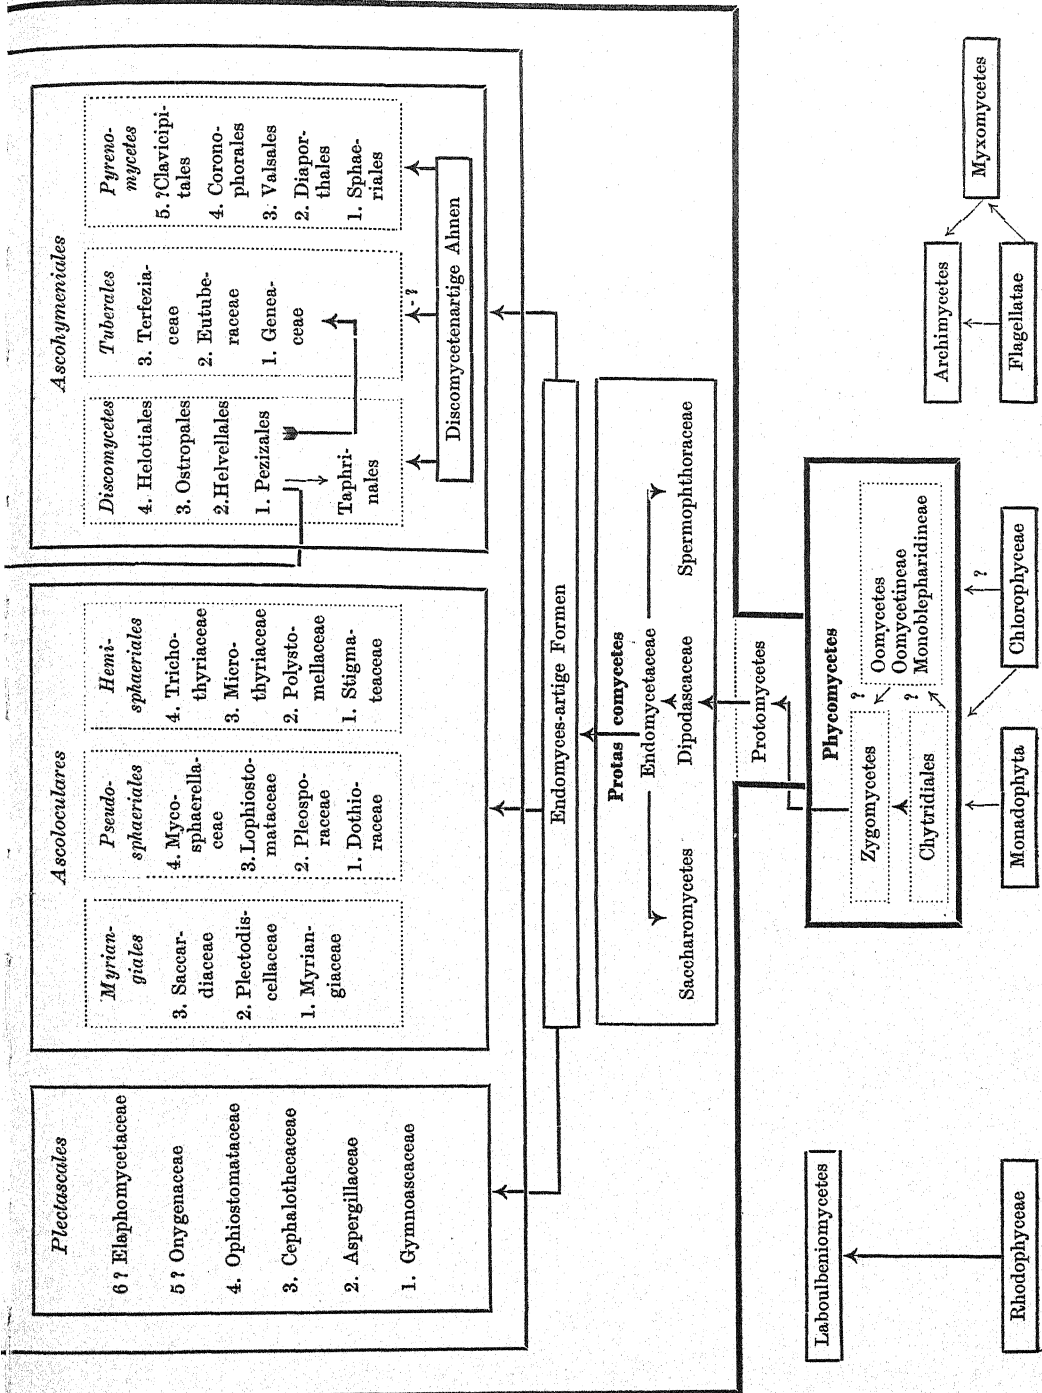 Plectascales
6 ? Elaphomycetaceae
5 ? Onygenaceae
4. Ophiostomataceae
3. Cephalothecaceae
2. Aspergillaceae
1. Gymnoascaceae
Ascoloculares
Myrian-
giales
3. Saccar-
diaceae
2. Plectodis-
cellaceae
1. Myrian-
giaceae
Pseudo-
sphaeriales
4. Myco-
sphaerella-
ceae
3. Lophiosto-
mataceae
2. Pleospo-
raceae
1. Dothio-
raceae
Hemi-
sphaeriales
4. Tricho-
thyriaceae
3. Micro-
thyriaceae
2. Polysto-
mellaceae
1. Stigma-
teaceae
Ascohymeniales
Discomycetes
4. Helotiales
3. Ostropales
2. Helvellales
1. Pezizales
Taphri-
nales
Tuberales
3. Terfezia-
ceae
2. Eutube-
raceae
1. Genea-
ceae
Pyreno-
mycetes
5. ?Clavicipi-
tales
4. Corono-
phorales
3. Valsales
2. Diapor-
thales
1. Sphae-
riales
- ?
Discomycetenartige Ahnen
Endomyces-artige Formen
Protas comycetes
Endomycetaceae
Saccharomycetes
Dipodascaceae
Spermophthoraceae
Protomycetes
Phycomycetes
Zygomycetes
?
Oomycetes
Oomycetineae
Monoblepharidineae
Chytridiales
?
?
Laboulbeniomycetes
Rhodophyceae
Monadophyta
Chlorophyceae
Archimycetes
Flagellatae
Myxomycetes